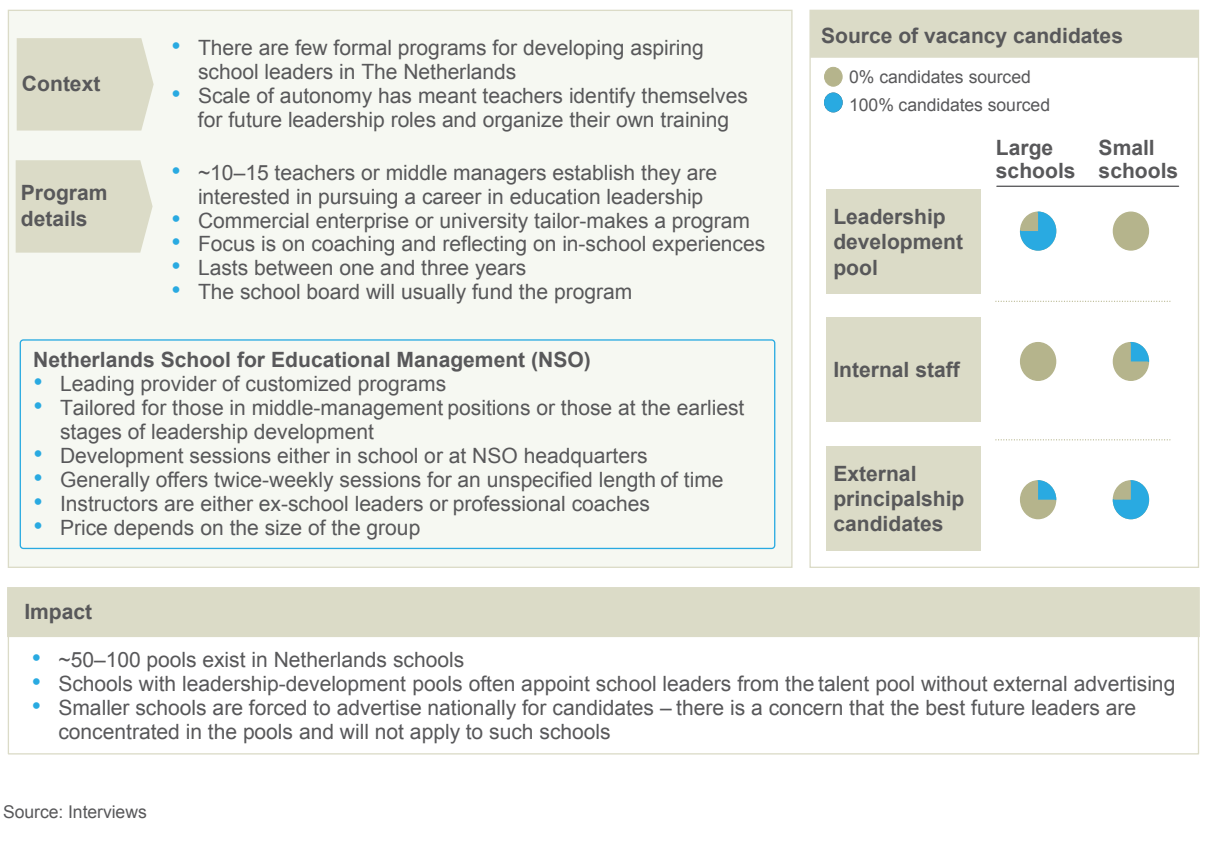 Context
• There are few formal programs for developing aspiring
school leaders in The Netherlands
• Scale of autonomy has meant teachers identify themselves
for future leadership roles and organize their own training
Program
details
• ~10–15 teachers or middle managers establish they are
interested in pursuing a career in education leadership
• Commercial enterprise or university tailor-makes a program
• Focus is on coaching and reflecting on in-school experiences
• Lasts between one and three years
• The school board will usually fund the program
Netherlands School for Educational Management (NSO)
• Leading provider of customized programs
• Tailored for those in middle-management positions or those at the earliest
stages of leadership development
• Development sessions either in school or at NSO headquarters
• Generally offers twice-weekly sessions for an unspecified length of time
• Instructors are either ex-school leaders or professional coaches
• Price depends on the size of the group
Source of vacancy candidates
0% candidates sourced
100% candidates sourced
Large
schools
Small
schools
Leadership
development
pool
Internal staff
External
principalship
candidates
Impact
• ~50–100 pools exist in Netherlands schools
• Schools with leadership-development pools often appoint school leaders from the talent pool without external advertising
• Smaller schools are forced to advertise nationally for candidates – there is a concern that the best future leaders are
concentrated in the pools and will not apply to such schools
Source: Interviews